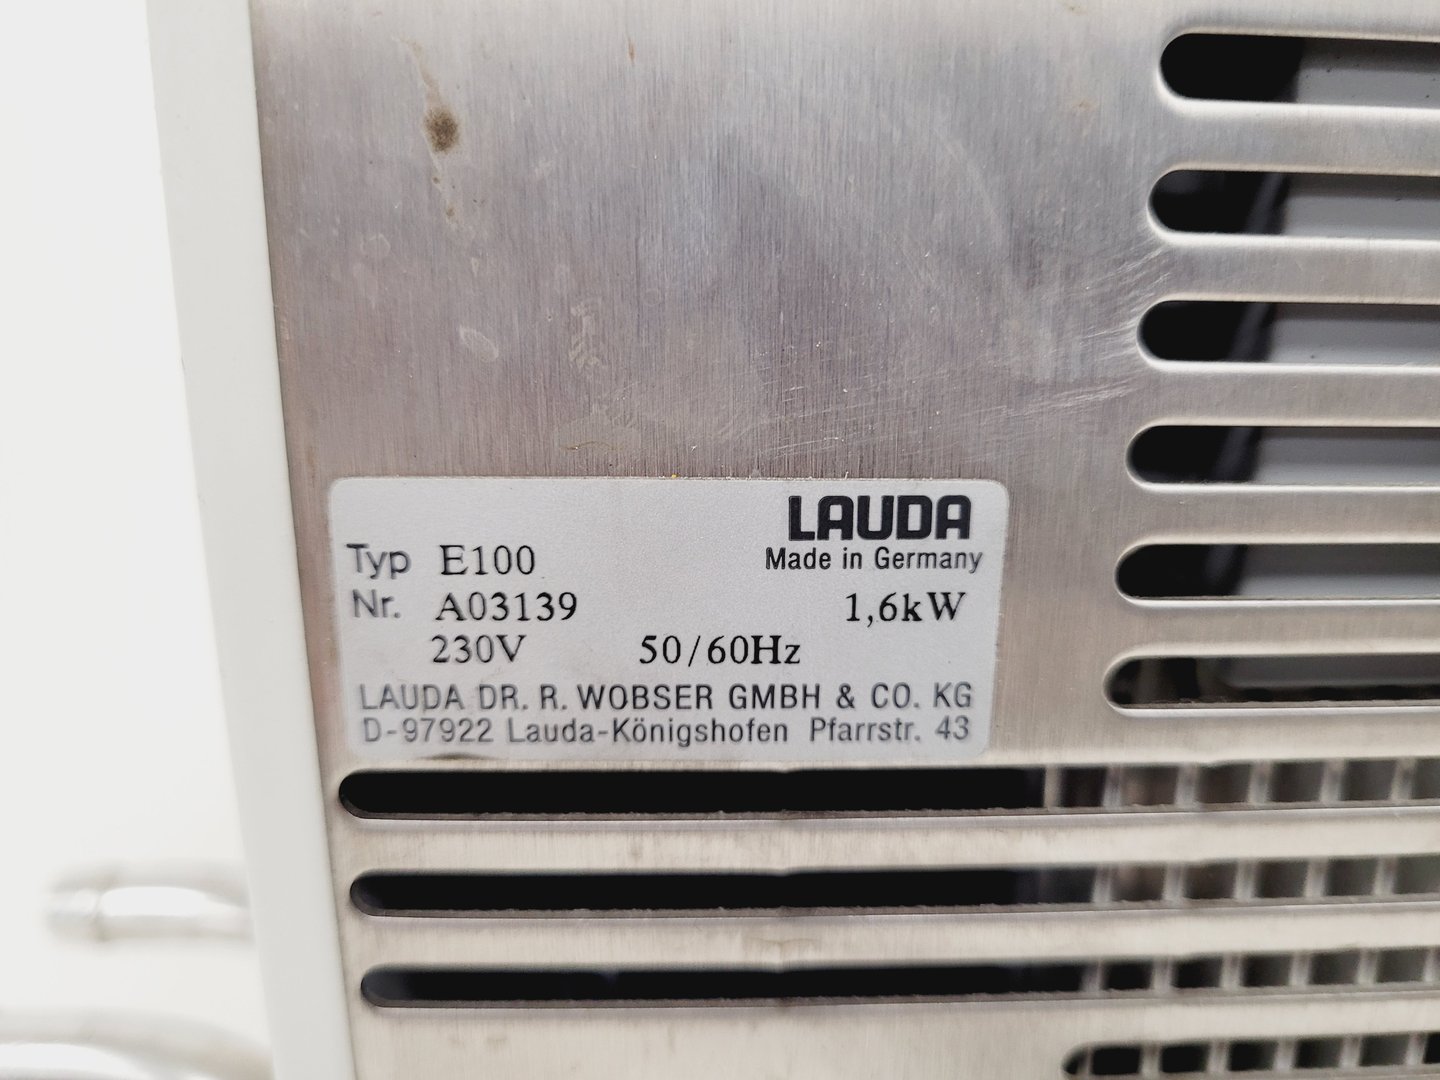 LAUDA
Typ E100 Made in Germany
Nr. A03139 1,6kW
230V 50/60Hz
LAUDA DR. R. WOBSER GMBH & CO. KG
D-97922 Lauda-Königshofen Pfarrstr. 43